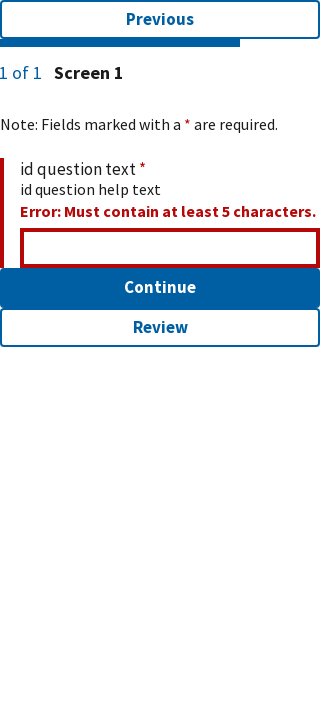 Previous
1 of 1 Screen 1
Note: Fields marked with a * are required.
id question text *
id question help text
Error: Must contain at least 5 characters.
Continue
Review